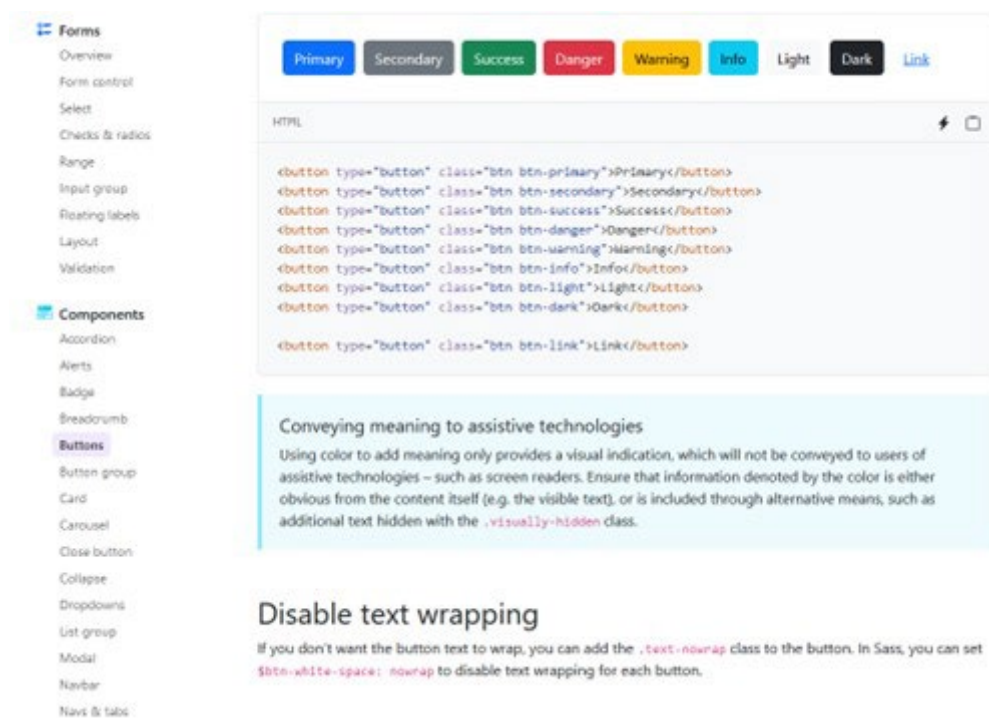 Forms
Overview
Form control
Select
Checks & radios
Range
Input group
Floating labels
Layout
Validation
Components
Accordion
Alerts
Badge
Breadcrumb
Buttons
Button group
Card
Carousel
Close button
Collapse
Dropdowns
List group
Modal
Navbar
Navs & tabs
Primary Secondary Success Danger Warning Info Light Dark Link
HTML
<button type="button" class="btn btn-primary">Primary</button>
<button type="button" class="btn btn-secondary">Secondary</button>
<button type="button" class="btn btn-success">Success</button>
<button type="button" class="btn btn-danger">Danger</button>
<button type="button" class="btn btn-warning">Warning</button>
<button type="button" class="btn btn-info">Info</button>
<button type="button" class="btn btn-light">Light</button>
<button type="button" class="btn btn-dark">Dark</button>
<button type="button" class="btn btn-link">Link</button>
Conveying meaning to assistive technologies
Using color to add meaning only provides a visual indication, which will not be conveyed to users of
assistive technologies – such as screen readers. Ensure that information denoted by the color is either
obvious from the content itself (e.g. the visible text), or is included through alternative means, such as
additional text hidden with the .visually-hidden class.
Disable text wrapping
If you don't want the button text to wrap, you can add the .text-nowrap class to the button. In Sass, you can set
$btn-white-space: nowrap to disable text wrapping for each button.